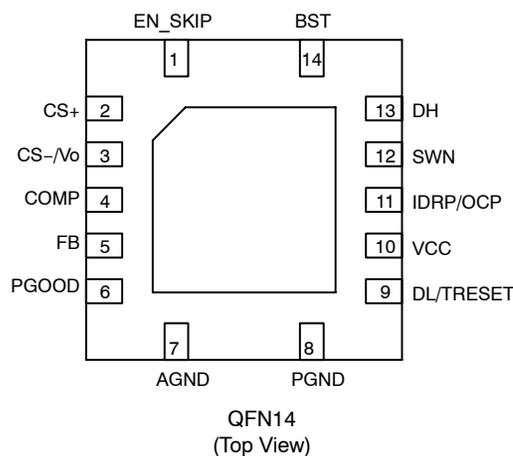 EN_SKIP BST
1 14
CS+ 2 13 DH
CS−/Vo 3 12 SWN
COMP 4 11 IDRP/OCP
FB 5 10 VCC
PGOOD 6 9 DL/TRESET
7 8
AGND PGND
QFN14
(Top View)